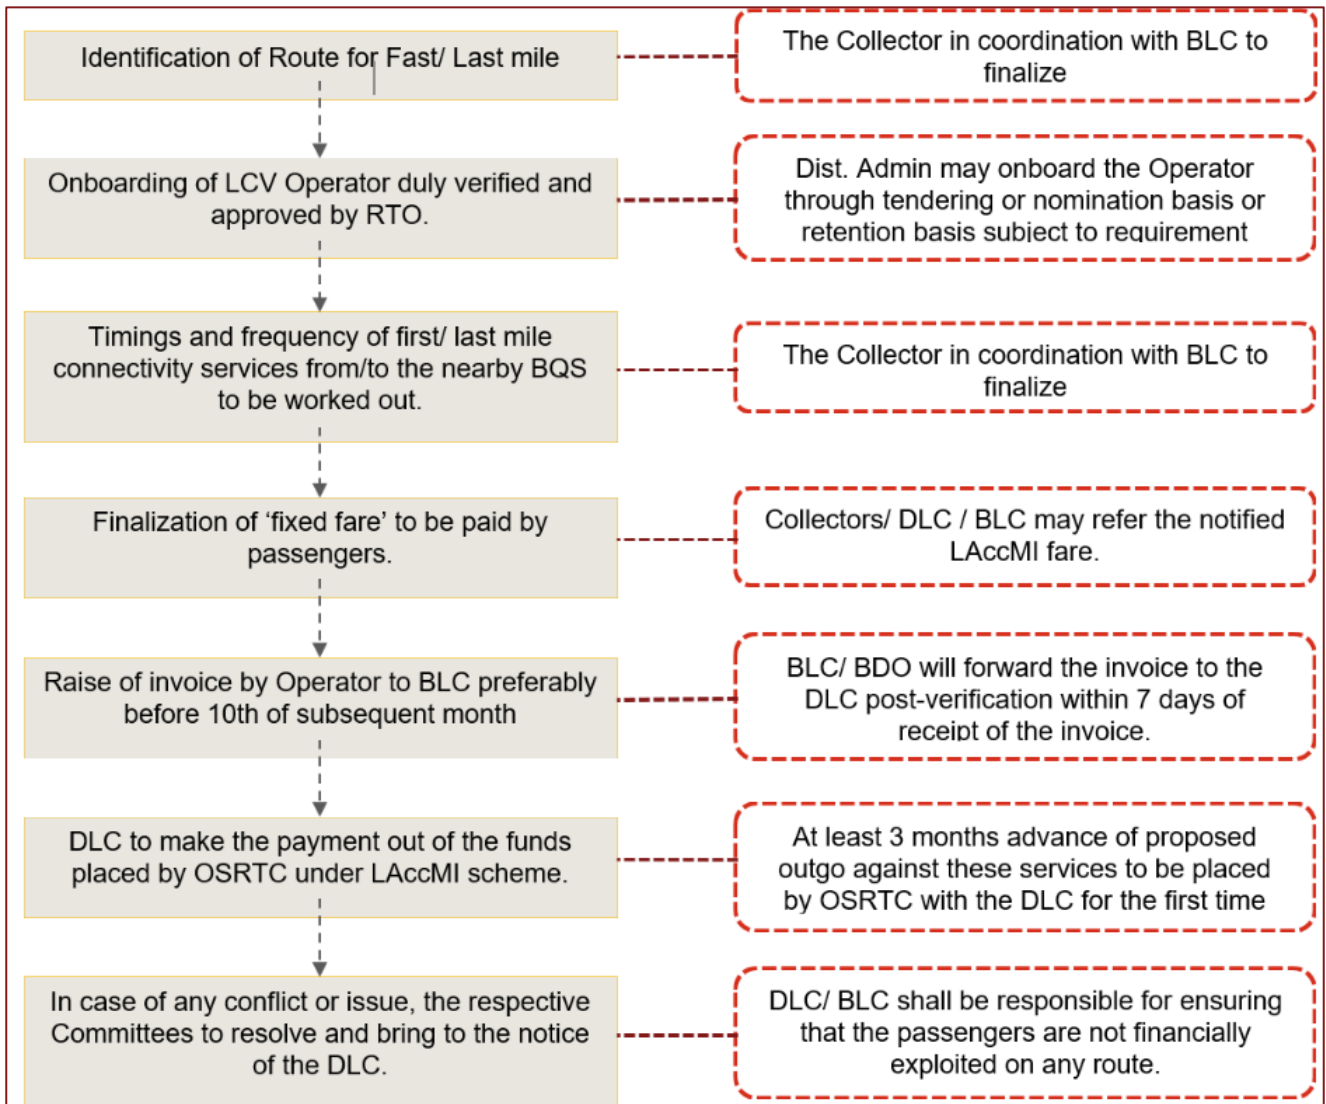 Identification of Route for Fast/ Last mile
The Collector in coordination with BLC to
finalize
Onboarding of LCV Operator duly verified and
approved by RTO.
Dist. Admin may onboard the Operator
through tendering or nomination basis or
retention basis subject to requirement
Timings and frequency of first/ last mile
connectivity services from/to the nearby BQS
to be worked out.
The Collector in coordination with BLC to
finalize
Finalization of ‘fixed fare’ to be paid by
passengers.
Collectors/ DLC / BLC may refer the notified
LAccMI fare.
Raise of invoice by Operator to BLC preferably
before 10th of subsequent month
BLC/ BDO will forward the invoice to the
DLC post-verification within 7 days of
receipt of the invoice.
DLC to make the payment out of the funds
placed by OSRTC under LAccMI scheme.
At least 3 months advance of proposed
outgo against these services to be placed
by OSRTC with the DLC for the first time
In case of any conflict or issue, the respective
Committees to resolve and bring to the notice
of the DLC.
DLC/ BLC shall be responsible for ensuring
that the passengers are not financially
exploited on any route.